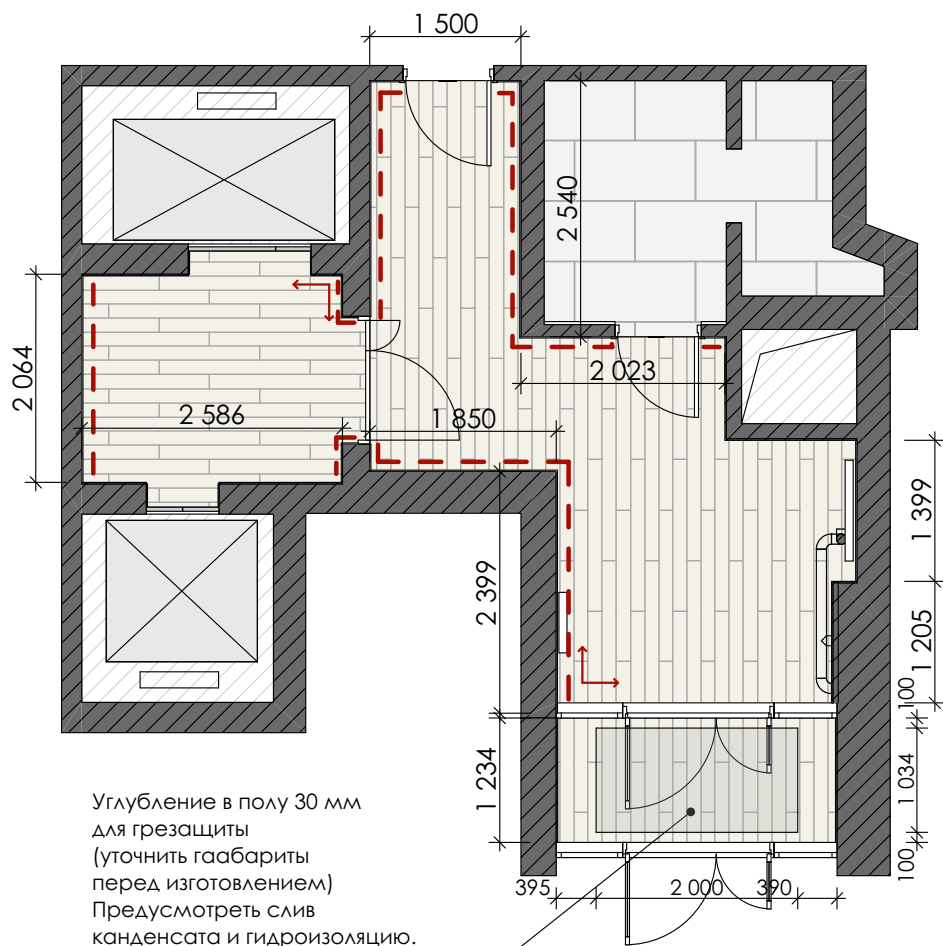 1 500
2 540
2 064
2 586
2 023
1 850
1 399
2 399
1 205
100
1 234
1 034
100
395
2 000
390
Углубление в полу 30 мм
для грезащиты
(уточнить гаабариты
перед изготовлением)
Предусмотреть слив
канденсата и гидроизоляцию.